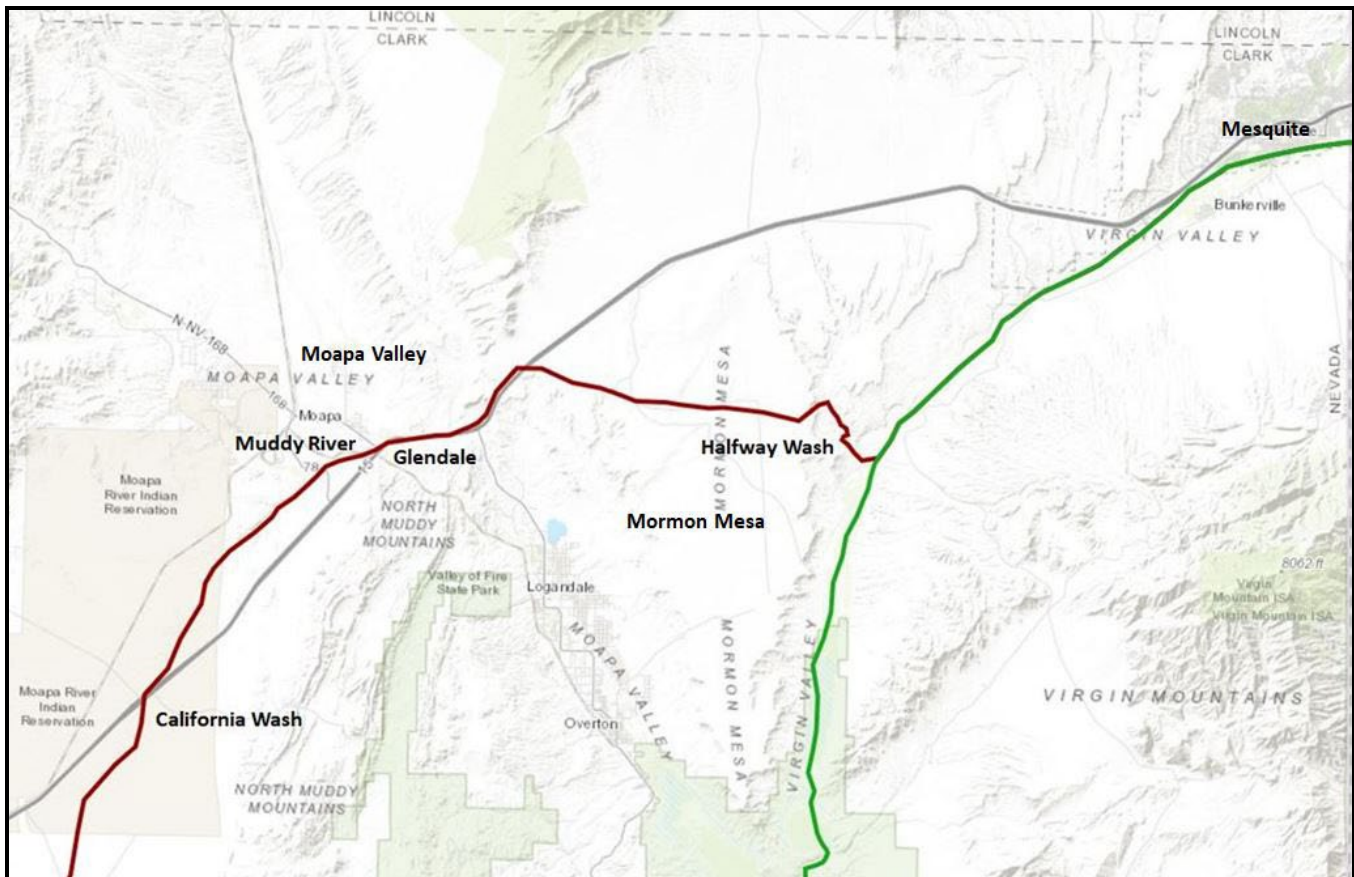 LINCOLN
CLARK
LINCOLN
CLARK
Mesquite
Bunkerville
VIRGIN VALLEY
N NV-168
Moapa Valley
MOAPA VALLEY
168
Moapa
MORMON MESA
NEVADA
Muddy River
78
15
Glendale
Halfway Wash
Moapa
River Indian
Reservation
NORTH
MUDDY
MOUNTAINS
Mormon Mesa
Valley of Fire
State Park
Logandale
8062 ft
Virgin
Mountain ISA
Virgin Mountain ISA
MOAPA VALLEY
MORMON MESA
VIRGIN VALLEY
Moapa River
Indian
Reservation
California Wash
Overton
VIRGIN MOUNTAINS
NORTH MUDDY
MOUNTAINS